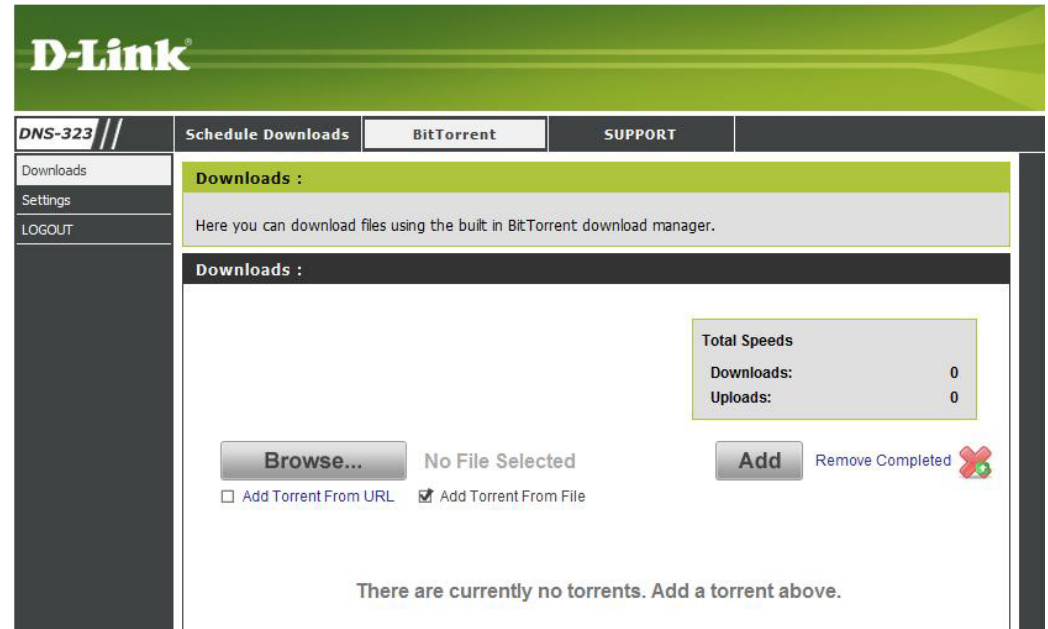 D-Link®
DNS-323
Schedule Downloads BitTorrent SUPPORT
Downloads
Settings
LOGOUT
Downloads :
Here you can download files using the built in BitTorrent download manager.
Downloads :
Total Speeds
Downloads: 0
Uploads: 0
Browse... No File Selected Add Remove Completed
Add Torrent From URL Add Torrent From File
There are currently no torrents. Add a torrent above.